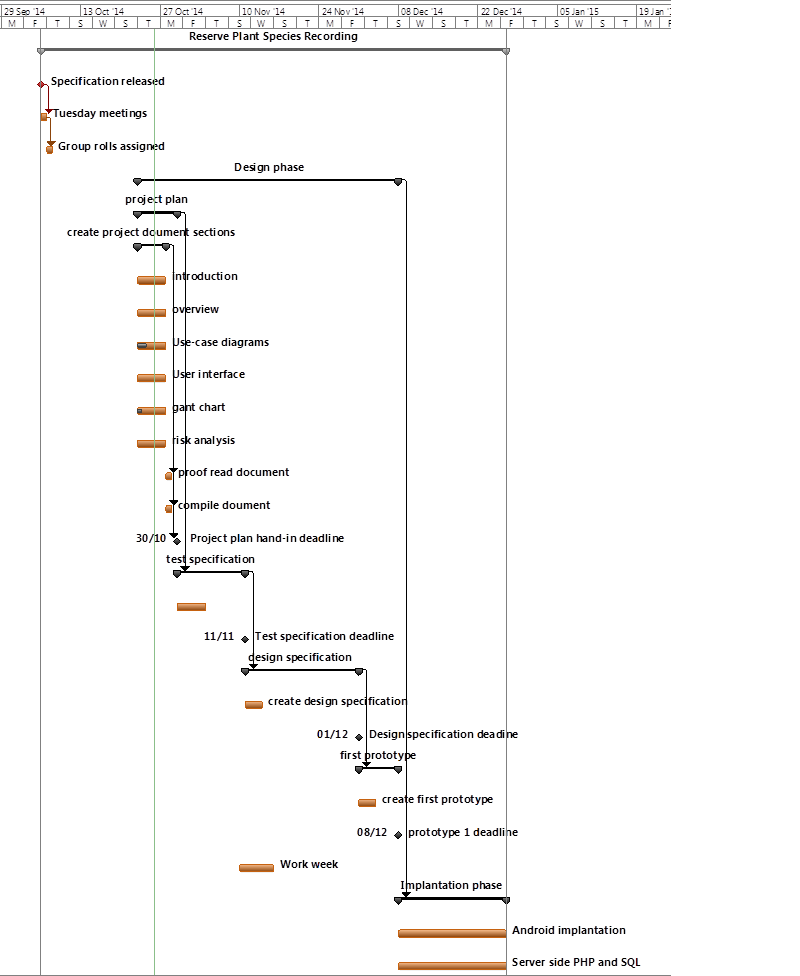 29 Sep '14 13 Oct '14 27 Oct '14 10 Nov '14 24 Nov '14 08 Dec '14 22 Dec '14 05 Jan '15 19 Jan '
M F T S W S T M F T S W S T M F T S W S T M F T S W S T M F
Reserve Plant Species Recording
Specification released
Tuesday meetings
Group rolls assigned
Design phase
project plan
create project doument sections
introduction
overview
Use-case diagrams
User interface
gant chart
risk analysis
proof read document
compile doument
30/10 Project plan hand-in deadline
test specification
11/11 Test specification deadline
design specification
create design specification
01/12 Design specification deadine
first prototype
create first prototype
08/12 prototype 1 deadline
Work week
Implantation phase
Android implantation
Server side PHP and SQL